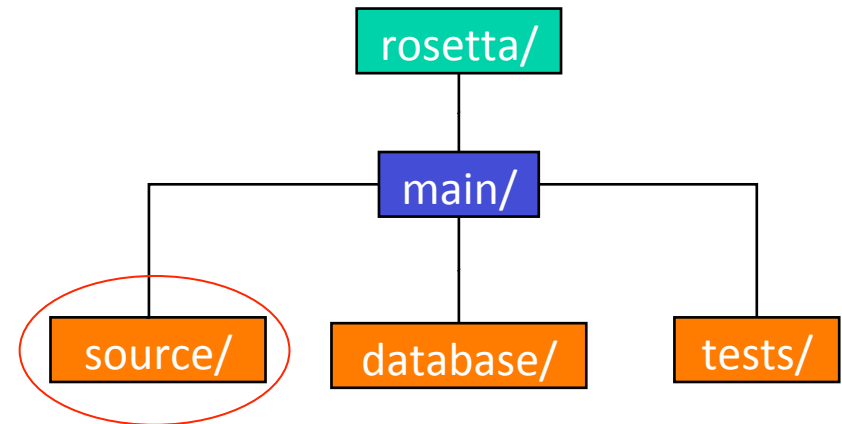 rosetta/
main/
source/
database/
tests/